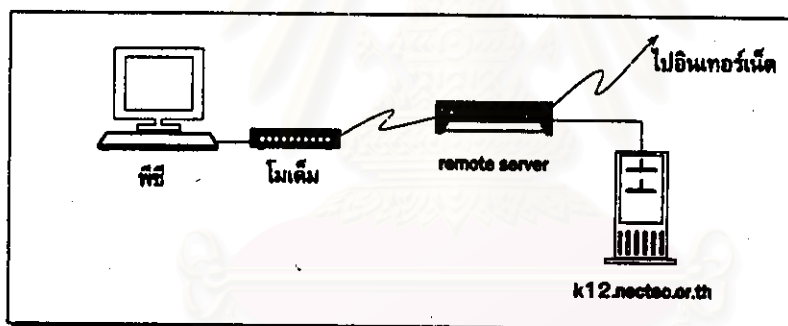 ไปอินเทอร์เน็ต
พีซี
โมเด็ม
remote server
k12.nectec.or.th